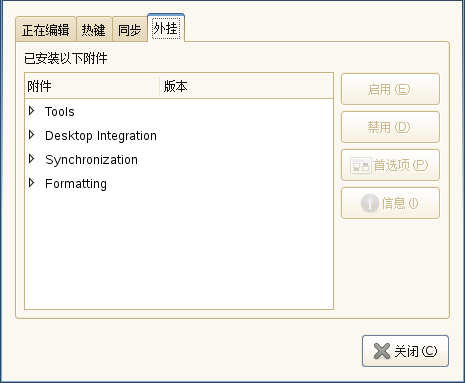 正在编辑 热键 同步 外挂
已安装以下附件
附件 版本
Tools
Desktop Integration
Synchronization
Formatting
启用(E)
禁用(D)
首选项(P)
信息(I)
关闭(C)